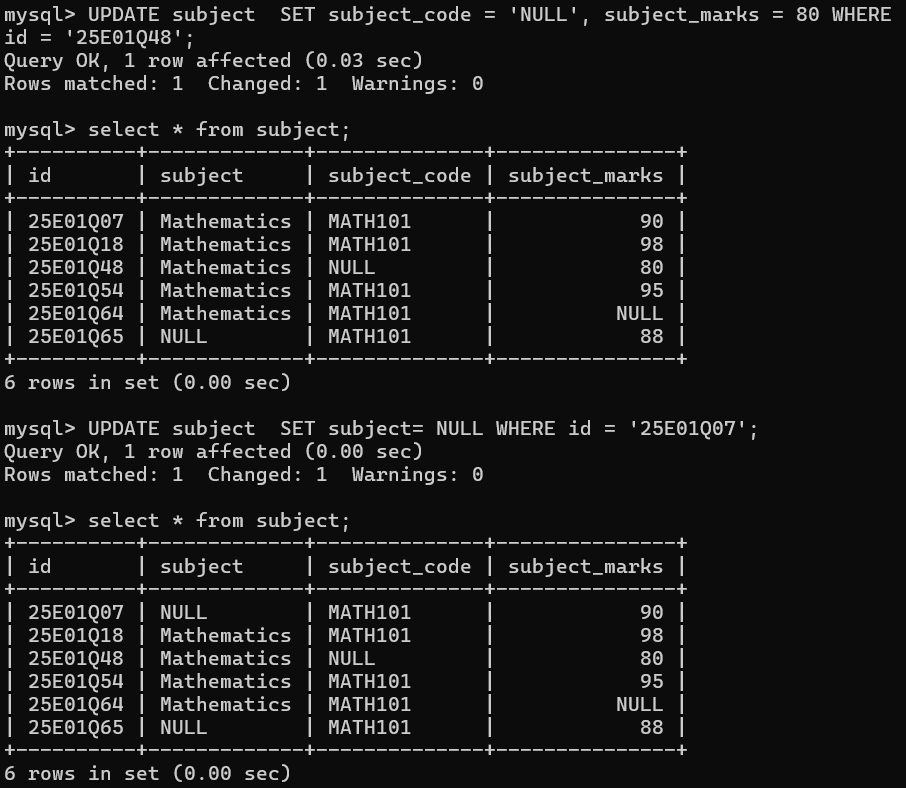 mysql> UPDATE subject  SET subject_code = 'NULL', subject_marks = 80 WHERE
id = '25E01Q48';
Query OK, 1 row affected (0.03 sec)
Rows matched: 1  Changed: 1  Warnings: 0

mysql> select * from subject;
+----------+-------------+--------------+---------------+
| id       | subject     | subject_code | subject_marks |
+----------+-------------+--------------+---------------+
| 25E01Q07 | Mathematics | MATH101      |            90 |
| 25E01Q18 | Mathematics | MATH101      |            98 |
| 25E01Q48 | Mathematics | NULL         |            80 |
| 25E01Q54 | Mathematics | MATH101      |            95 |
| 25E01Q64 | Mathematics | MATH101      |          NULL |
| 25E01Q65 | NULL        | MATH101      |            88 |
+----------+-------------+--------------+---------------+
6 rows in set (0.00 sec)

mysql> UPDATE subject  SET subject= NULL WHERE id = '25E01Q07';
Query OK, 1 row affected (0.00 sec)
Rows matched: 1  Changed: 1  Warnings: 0

mysql> select * from subject;
+----------+-------------+--------------+---------------+
| id       | subject     | subject_code | subject_marks |
+----------+-------------+--------------+---------------+
| 25E01Q07 | NULL        | MATH101      |            90 |
| 25E01Q18 | Mathematics | MATH101      |            98 |
| 25E01Q48 | Mathematics | NULL         |            80 |
| 25E01Q54 | Mathematics | MATH101      |            95 |
| 25E01Q64 | Mathematics | MATH101      |          NULL |
| 25E01Q65 | NULL        | MATH101      |            88 |
+----------+-------------+--------------+---------------+
6 rows in set (0.00 sec)